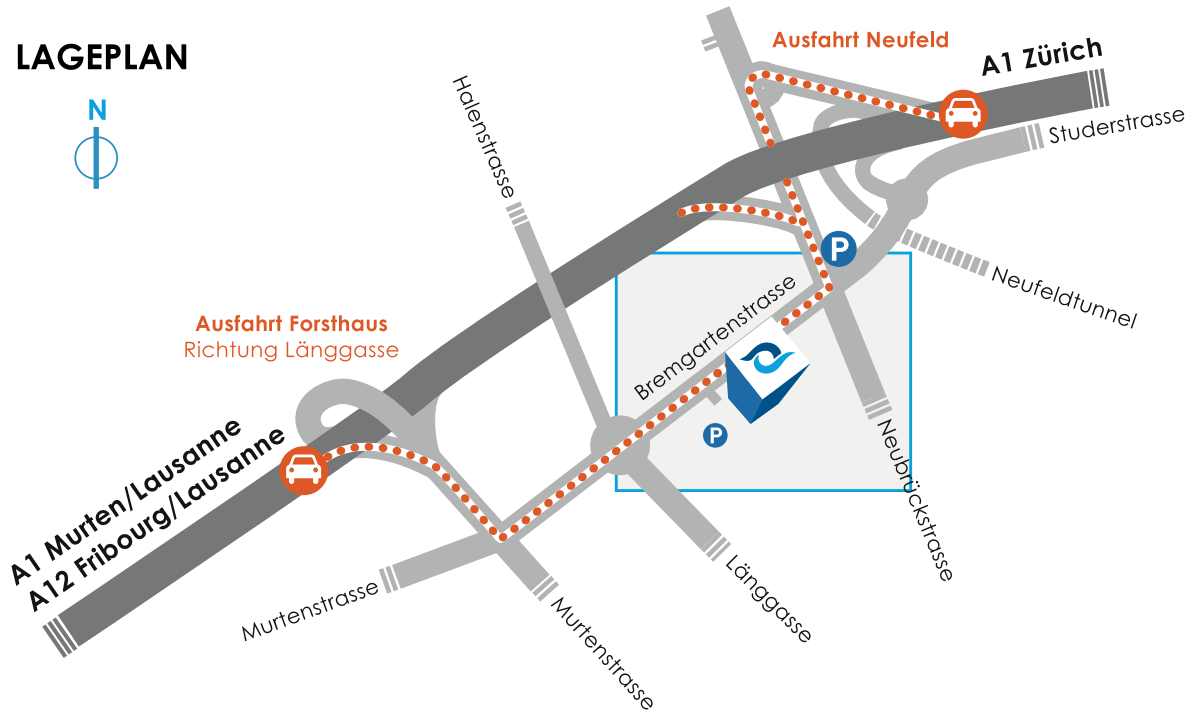 LAGEPLAN
N
Ausfahrt Neufeld
A1 Zürich
Studerstrasse
Halenstrasse
P
Neufeldtunnel
Ausfahrt Forsthaus
Richtung Länggasse
Bremgartenstrasse
P
A1 Murten/Lausanne
A12 Fribourg/Lausanne
Neubrückstrasse
Länggasse
Murtenstrasse
Murtenstrasse